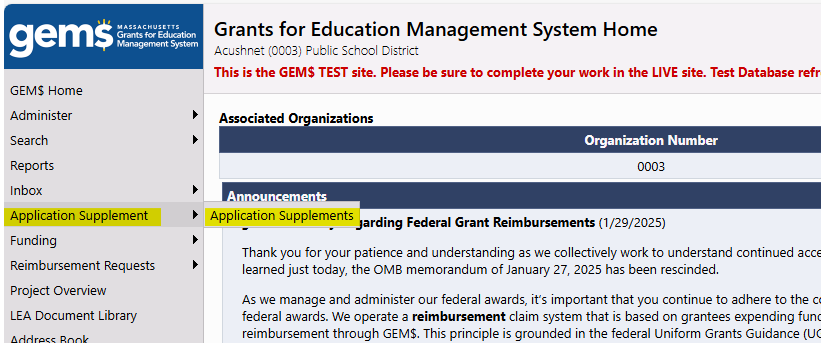 gem$ MASSACHUSETTS
Grants for Education
Management System
Grants for Education Management System Home
Acushnet (0003) Public School District
This is the GEM$ TEST site. Please be sure to complete your work in the LIVE site. Test Database refr
GEM$ Home
Administer
Search
Reports
Inbox
Application Supplement
Application Supplements
Funding
Reimbursement Requests
Project Overview
LEA Document Library
Address Book
Associated Organizations
Organization Number
0003
Announcements
garding Federal Grant Reimbursements (1/29/2025)
Thank you for your patience and understanding as we collectively work to understand continued acce
learned just today, the OMB memorandum of January 27, 2025 has been rescinded.
As we manage and administer our federal awards, it's important that you continue to adhere to the co
federal awards. We operate a reimbursement claim system that is based on grantees expending fund
reimbursement through GEM$. This principle is grounded in the federal Uniform Grants Guidance (UG